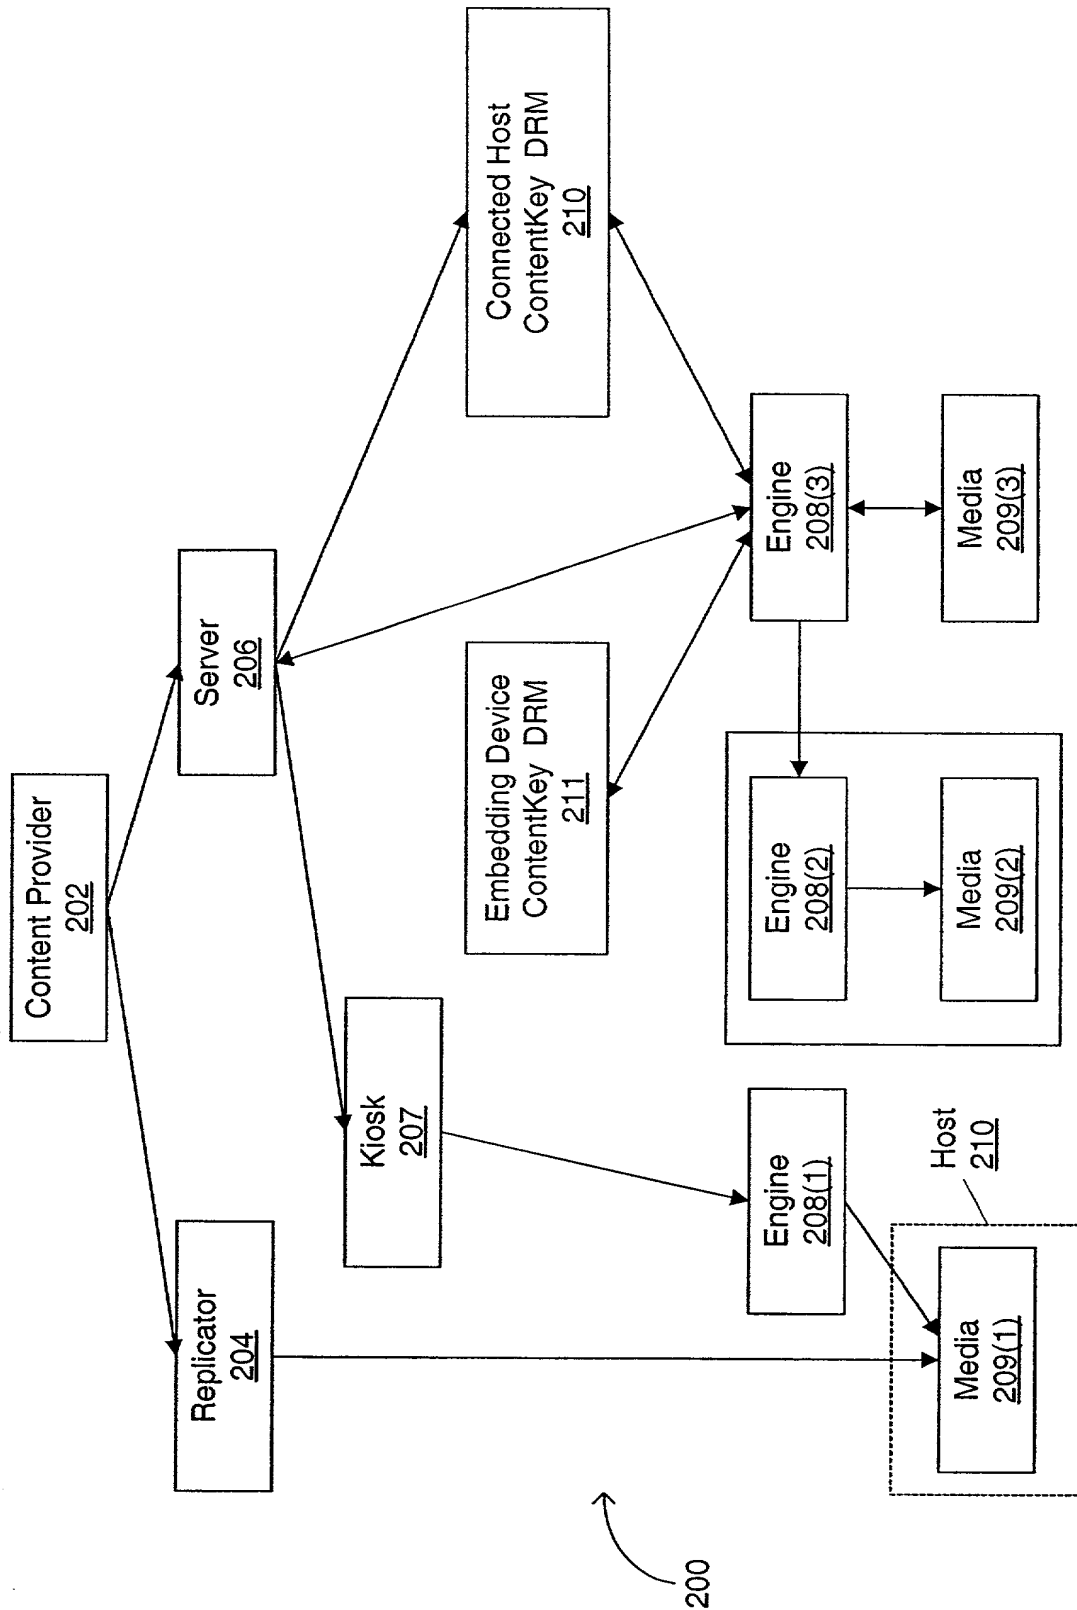 Content Provider
202
Replicator
204
Server
206
Kiosk
207
Embedding Device
ContentKey DRM
211
Connected Host
ContentKey DRM
210
Engine
208(1)
Engine
208(2)
Engine
208(3)
Host
210
Media
209(1)
Media
209(2)
Media
209(3)
200